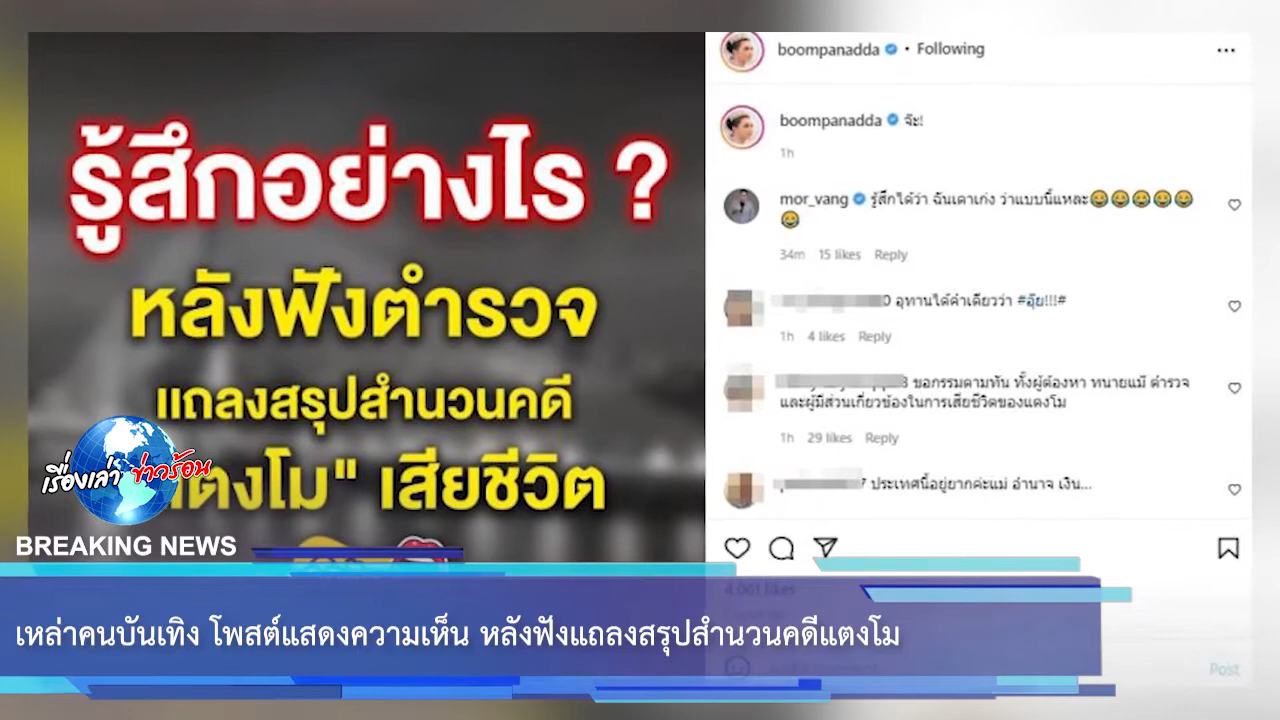 รู้สึกอย่างไร ?
หลังฟังตำรวจ
แถลงสรุปสำนวนคดี
แตงโม" เสียชีวิต
boompanadda • Following
boompanadda จ๊ะ!
1h
mor_vang รู้สึกได้ว่า ฉันเดาเก่ง ว่าแบบนี้แหละ😂😂😂😂😂
😂
34m 15 likes Reply
0 อุทานได้คำเดียวว่า #อุ๊ย!!!#
1h 4 likes Reply
8 ขอกรรมตามทัน ทั้งผู้ต้องหา ทนายแม่ ตำรวจ
และผู้มีส่วนเกี่ยวข้องในการเสียชีวิตของแตงโม
1h 29 likes Reply
7 ประเทศนี้อยู่ยากค่ะแม่ อำนาจ เงิน...
4,061 likes
Post
เรื่องเล่า ข่าวร้อน
BREAKING NEWS
เหล่าคนบันเทิง โพสต์แสดงความเห็น หลังฟังแถลงสรุปสำนวนคดีแตงโม